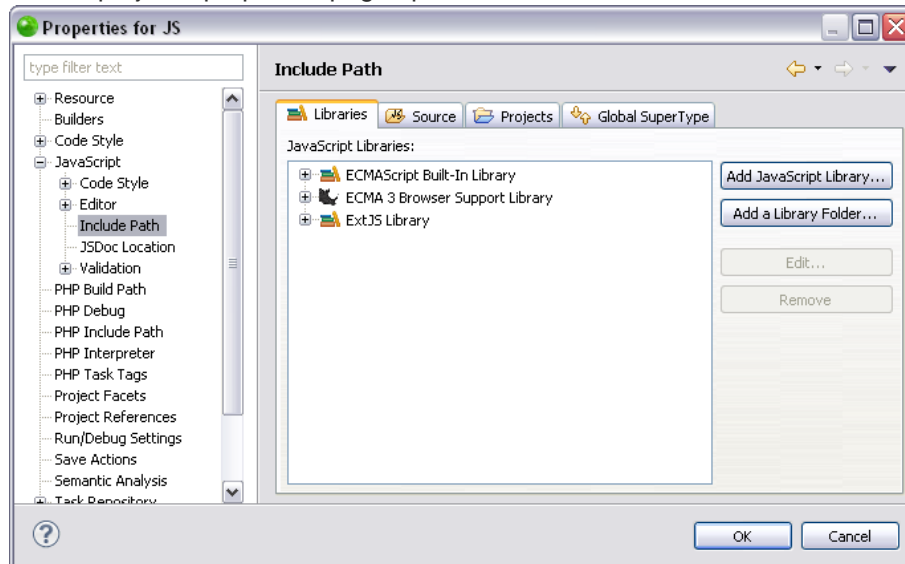 Properties for JS
type filter text
Resource
Builders
Code Style
JavaScript
Code Style
Editor
Include Path
JSDoc Location
Validation
PHP Build Path
PHP Debug
PHP Include Path
PHP Interpreter
PHP Task Tags
Project Facets
Project References
Run/Debug Settings
Save Actions
Semantic Analysis
Task Repository
Include Path
Libraries Source Projects Global SuperType
JavaScript Libraries:
ECMAScript Built-In Library
ECMA 3 Browser Support Library
ExtJS Library
Add JavaScript Library...
Add a Library Folder...
Edit...
Remove
OK Cancel